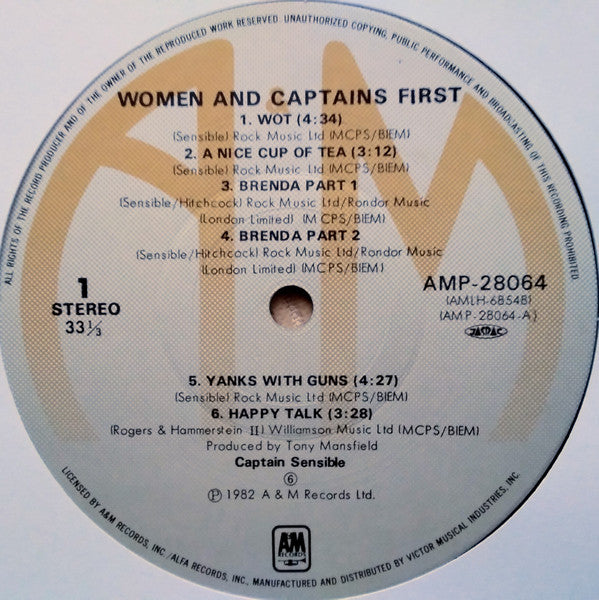 ALL RIGHTS OF THE RECORD PRODUCER AND OF THE OWNER OF THE REPRODUCED WORK RESERVED. UNAUTHORIZED COPYING, PUBLIC PERFORMANCE AND BROADCASTING OF THIS RECORDING PROHIBITED
WOMEN AND CAPTAINS FIRST
1. WOT (4:34)
(Sensible) Rock Music Ltd (MCPS/BIEM)
2. A NICE CUP OF TEA (3:12)
(Sensible) Rock Music Ltd (MCPS/BIEM)
3. BRENDA PART 1
(Sensible/Hitchcock) Rock Music Ltd/Rondor Music
(London Limited) (MCPS/BIEM)
4. BRENDA PART 2
(Sensible/Hitchcock) Rock Music Ltd/Rondor Music
(London Limited) (MCPS/BIEM)
1
STEREO
33⅓
AMP-28064
(AMLH-68548)
(AMP-28064-A)
JASRAC
5. YANKS WITH GUNS (4:27)
(Sensible) Rock Music Ltd (MCPS/BIEM)
6. HAPPY TALK (3:28)
(Rogers & Hammerstein II) Williamson Music Ltd (MCPS/BIEM)
Produced by Tony Mansfield
Captain Sensible
⑥
Ⓟ 1982 A & M Records Ltd.
A&M
RECORDS
LICENSED BY A&M RECORDS, INC./ALFA RECORDS, INC., MANUFACTURED AND DISTRIBUTED BY VICTOR MUSICAL INDUSTRIES, INC.